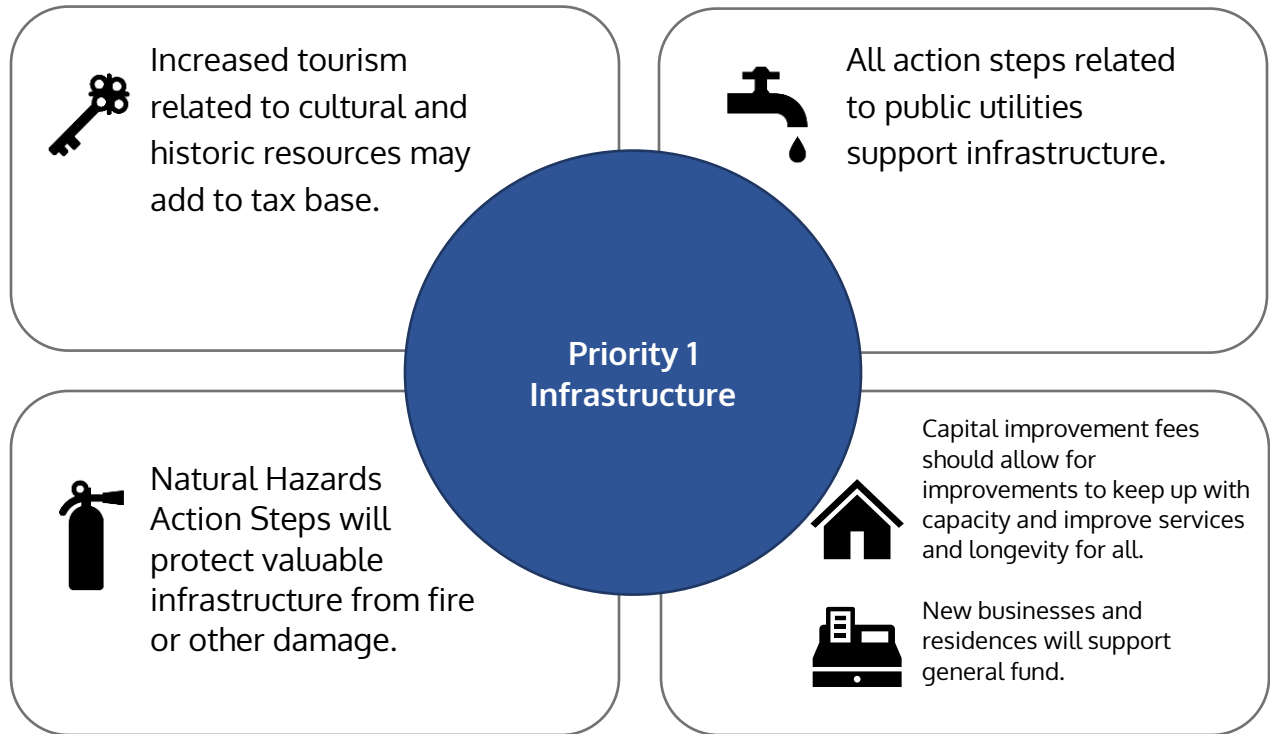 Increased tourism
related to cultural and
historic resources may
add to tax base.
All action steps related
to public utilities
support infrastructure.
Priority 1
Infrastructure
Natural Hazards
Action Steps will
protect valuable
infrastructure from fire
or other damage.
Capital improvement fees
should allow for
improvements to keep up with
capacity and improve services
and longevity for all.
New businesses and
residences will support
general fund.